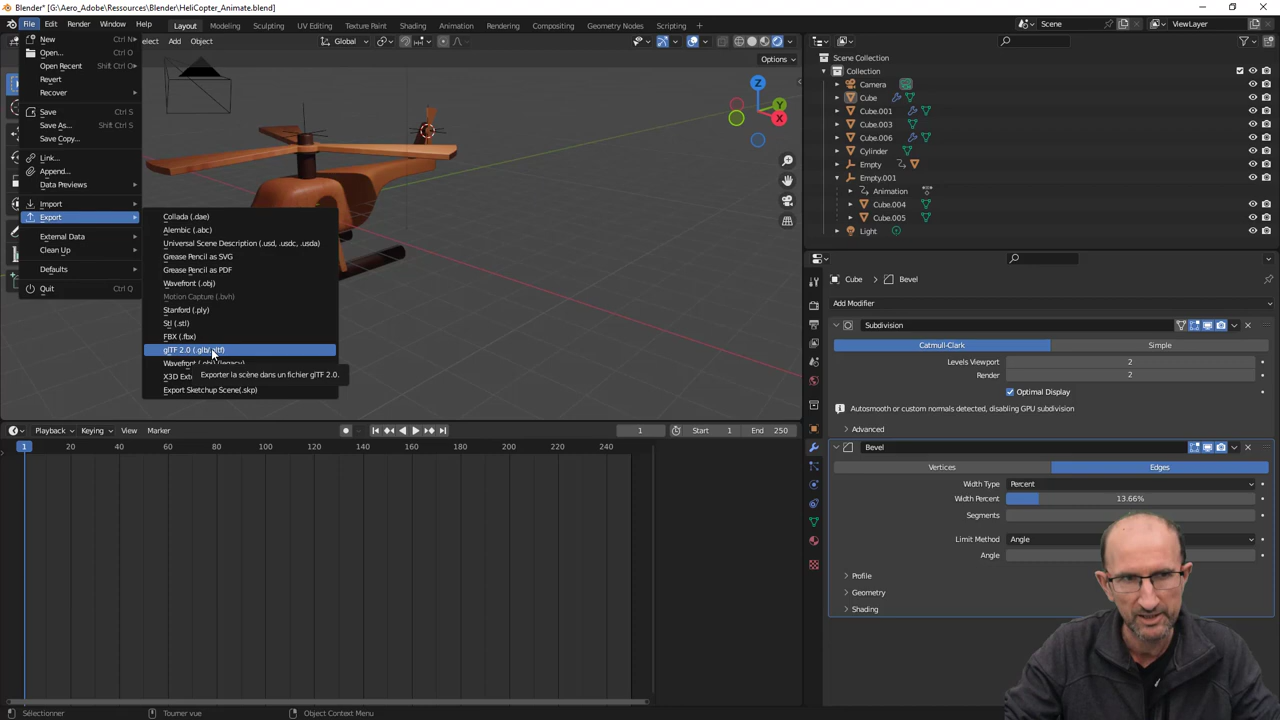 Blender* [G:\Aero_Adobe\Ressources\Blender\HeliCopter_Animate.blend]
File Edit Render Window Help Layout Modeling Sculpting UV Editing Texture Paint Shading Animation Rendering Compositing Geometry Nodes Scripting Scene ViewLayer
Select Add Object Global
Options
New Ctrl N
Open... Ctrl O
Open Recent Shift Ctrl O
Revert
Recover
Save Ctrl S
Save As... Shift Ctrl S
Save Copy...
Link...
Append...
Data Previews
Import
Export
External Data
Clean Up
Defaults
Quit Ctrl Q
Collada (.dae)
Alembic (.abc)
Universal Scene Description (.usd, .usdc, .usda)
Grease Pencil as SVG
Grease Pencil as PDF
Wavefront (.obj)
Motion Capture (.bvh)
Stanford (.ply)
Stl (.stl)
FBX (.fbx)
glTF 2.0 (.glb/.gltf)
Wavefront (.obj) (legacy)
X3D Ext
Exporter la scène dans un fichier glTF 2.0.
Export Sketchup Scene(.skp)
Z
Y
X
Scene Collection
Collection
Camera
Cube
Cube.001
Cube.003
Cube.006
Cylinder
Empty
Empty.001
Animation
Cube.004
Cube.005
Light
Cube > Bevel
Add Modifier
Subdivision
Catmull-Clark Simple
Levels Viewport 2
Render 2
Optimal Display
Autosmooth or custom normals detected, disabling GPU subdivision
Advanced
Bevel
Vertices Edges
Width Type Percent
Width Percent 13.66%
Segments
Limit Method Angle
Angle
Profile
Geometry
Shading
Playback Keying View Marker 1 Start 1 End 250
1 20 40 60 80 100 120 140 160 180 200 220 240
Sélectionner Tourner vue Object Context Menu